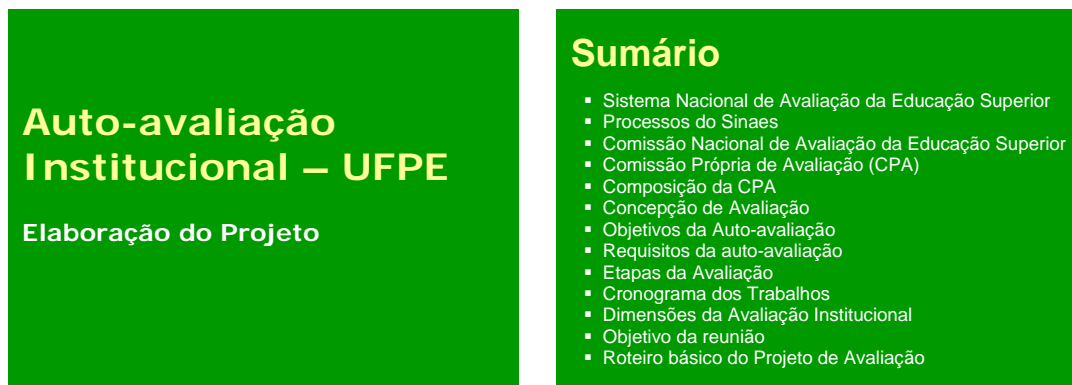 Auto-avaliação
Institucional – UFPE
Elaboração do Projeto
Sumário
▪ Sistema Nacional de Avaliação da Educação Superior
▪ Processos do Sinaes
▪ Comissão Nacional de Avaliação da Educação Superior
▪ Comissão Própria de Avaliação (CPA)
▪ Composição da CPA
▪ Concepção de Avaliação
▪ Objetivos da Auto-avaliação
▪ Requisitos da auto-avaliação
▪ Etapas da Avaliação
▪ Cronograma dos Trabalhos
▪ Dimensões da Avaliação Institucional
▪ Objetivo da reunião
▪ Roteiro básico do Projeto de Avaliação